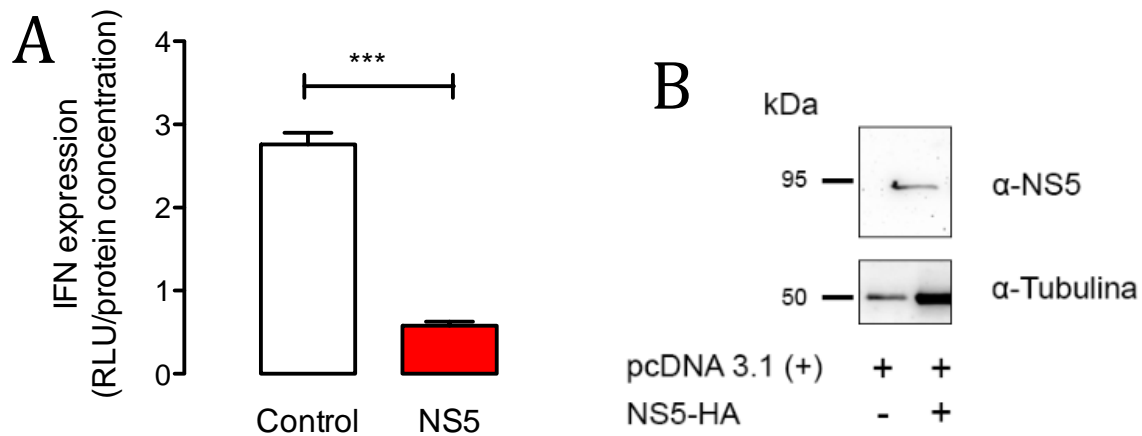 A
IFN expression
(RLU/protein concentration)
4
3
2
1
0
***
Control NS5
B
kDa
95
α-NS5
50
α-Tubulina
pcDNA 3.1 (+) + +
NS5-HA - +